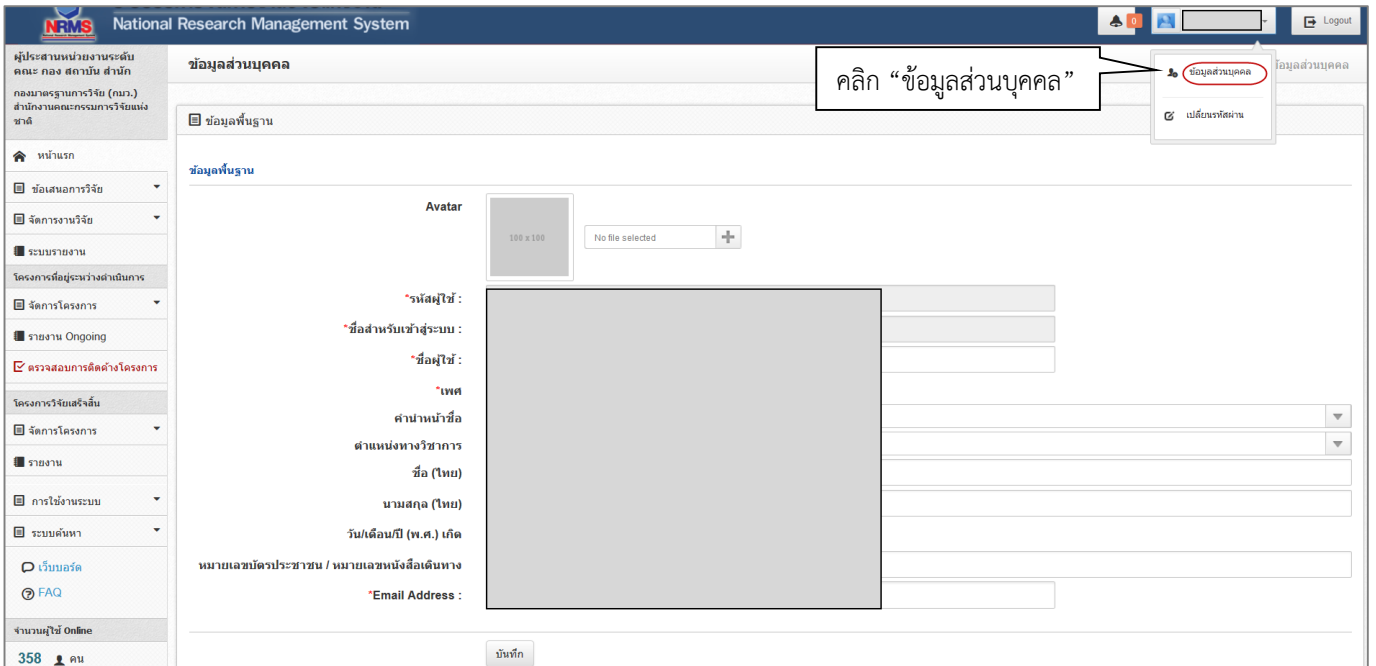 NRMS National Research Management System
0
Logout
ผู้ประสานหน่วยงานระดับ
คณะ กอง สถาบัน สำนัก
กองมาตรฐานการวิจัย (กมว.)
สำนักงานคณะกรรมการวิจัยแห่ง
ชาติ
ข้อมูลส่วนบุคคล
คลิก “ข้อมูลส่วนบุคคล”
ข้อมูลส่วนบุคคล
เปลี่ยนรหัสผ่าน
ข้อมูลส่วนบุคคล
หน้าแรก
ข้อเสนอการวิจัย
จัดการงานวิจัย
ระบบรายงาน
โครงการที่อยู่ระหว่างดำเนินการ
จัดการโครงการ
รายงาน Ongoing
ตรวจสอบการติดค้างโครงการ
โครงการวิจัยเสร็จสิ้น
จัดการโครงการ
รายงาน
การใช้งานระบบ
ระบบค้นหา
เว็บบอร์ด
FAQ
จำนวนผู้ใช้ Online
358 คน
ข้อมูลพื้นฐาน
ข้อมูลพื้นฐาน
Avatar
100 x 100
No file selected
*รหัสผู้ใช้ :
*ชื่อสำหรับเข้าสู่ระบบ :
*ชื่อผู้ใช้ :
*เพศ
คำนำหน้าชื่อ
ตำแหน่งทางวิชาการ
ชื่อ (ไทย)
นามสกุล (ไทย)
วัน/เดือน/ปี (พ.ศ.) เกิด
หมายเลขบัตรประชาชน / หมายเลขหนังสือเดินทาง
*Email Address :
บันทึก